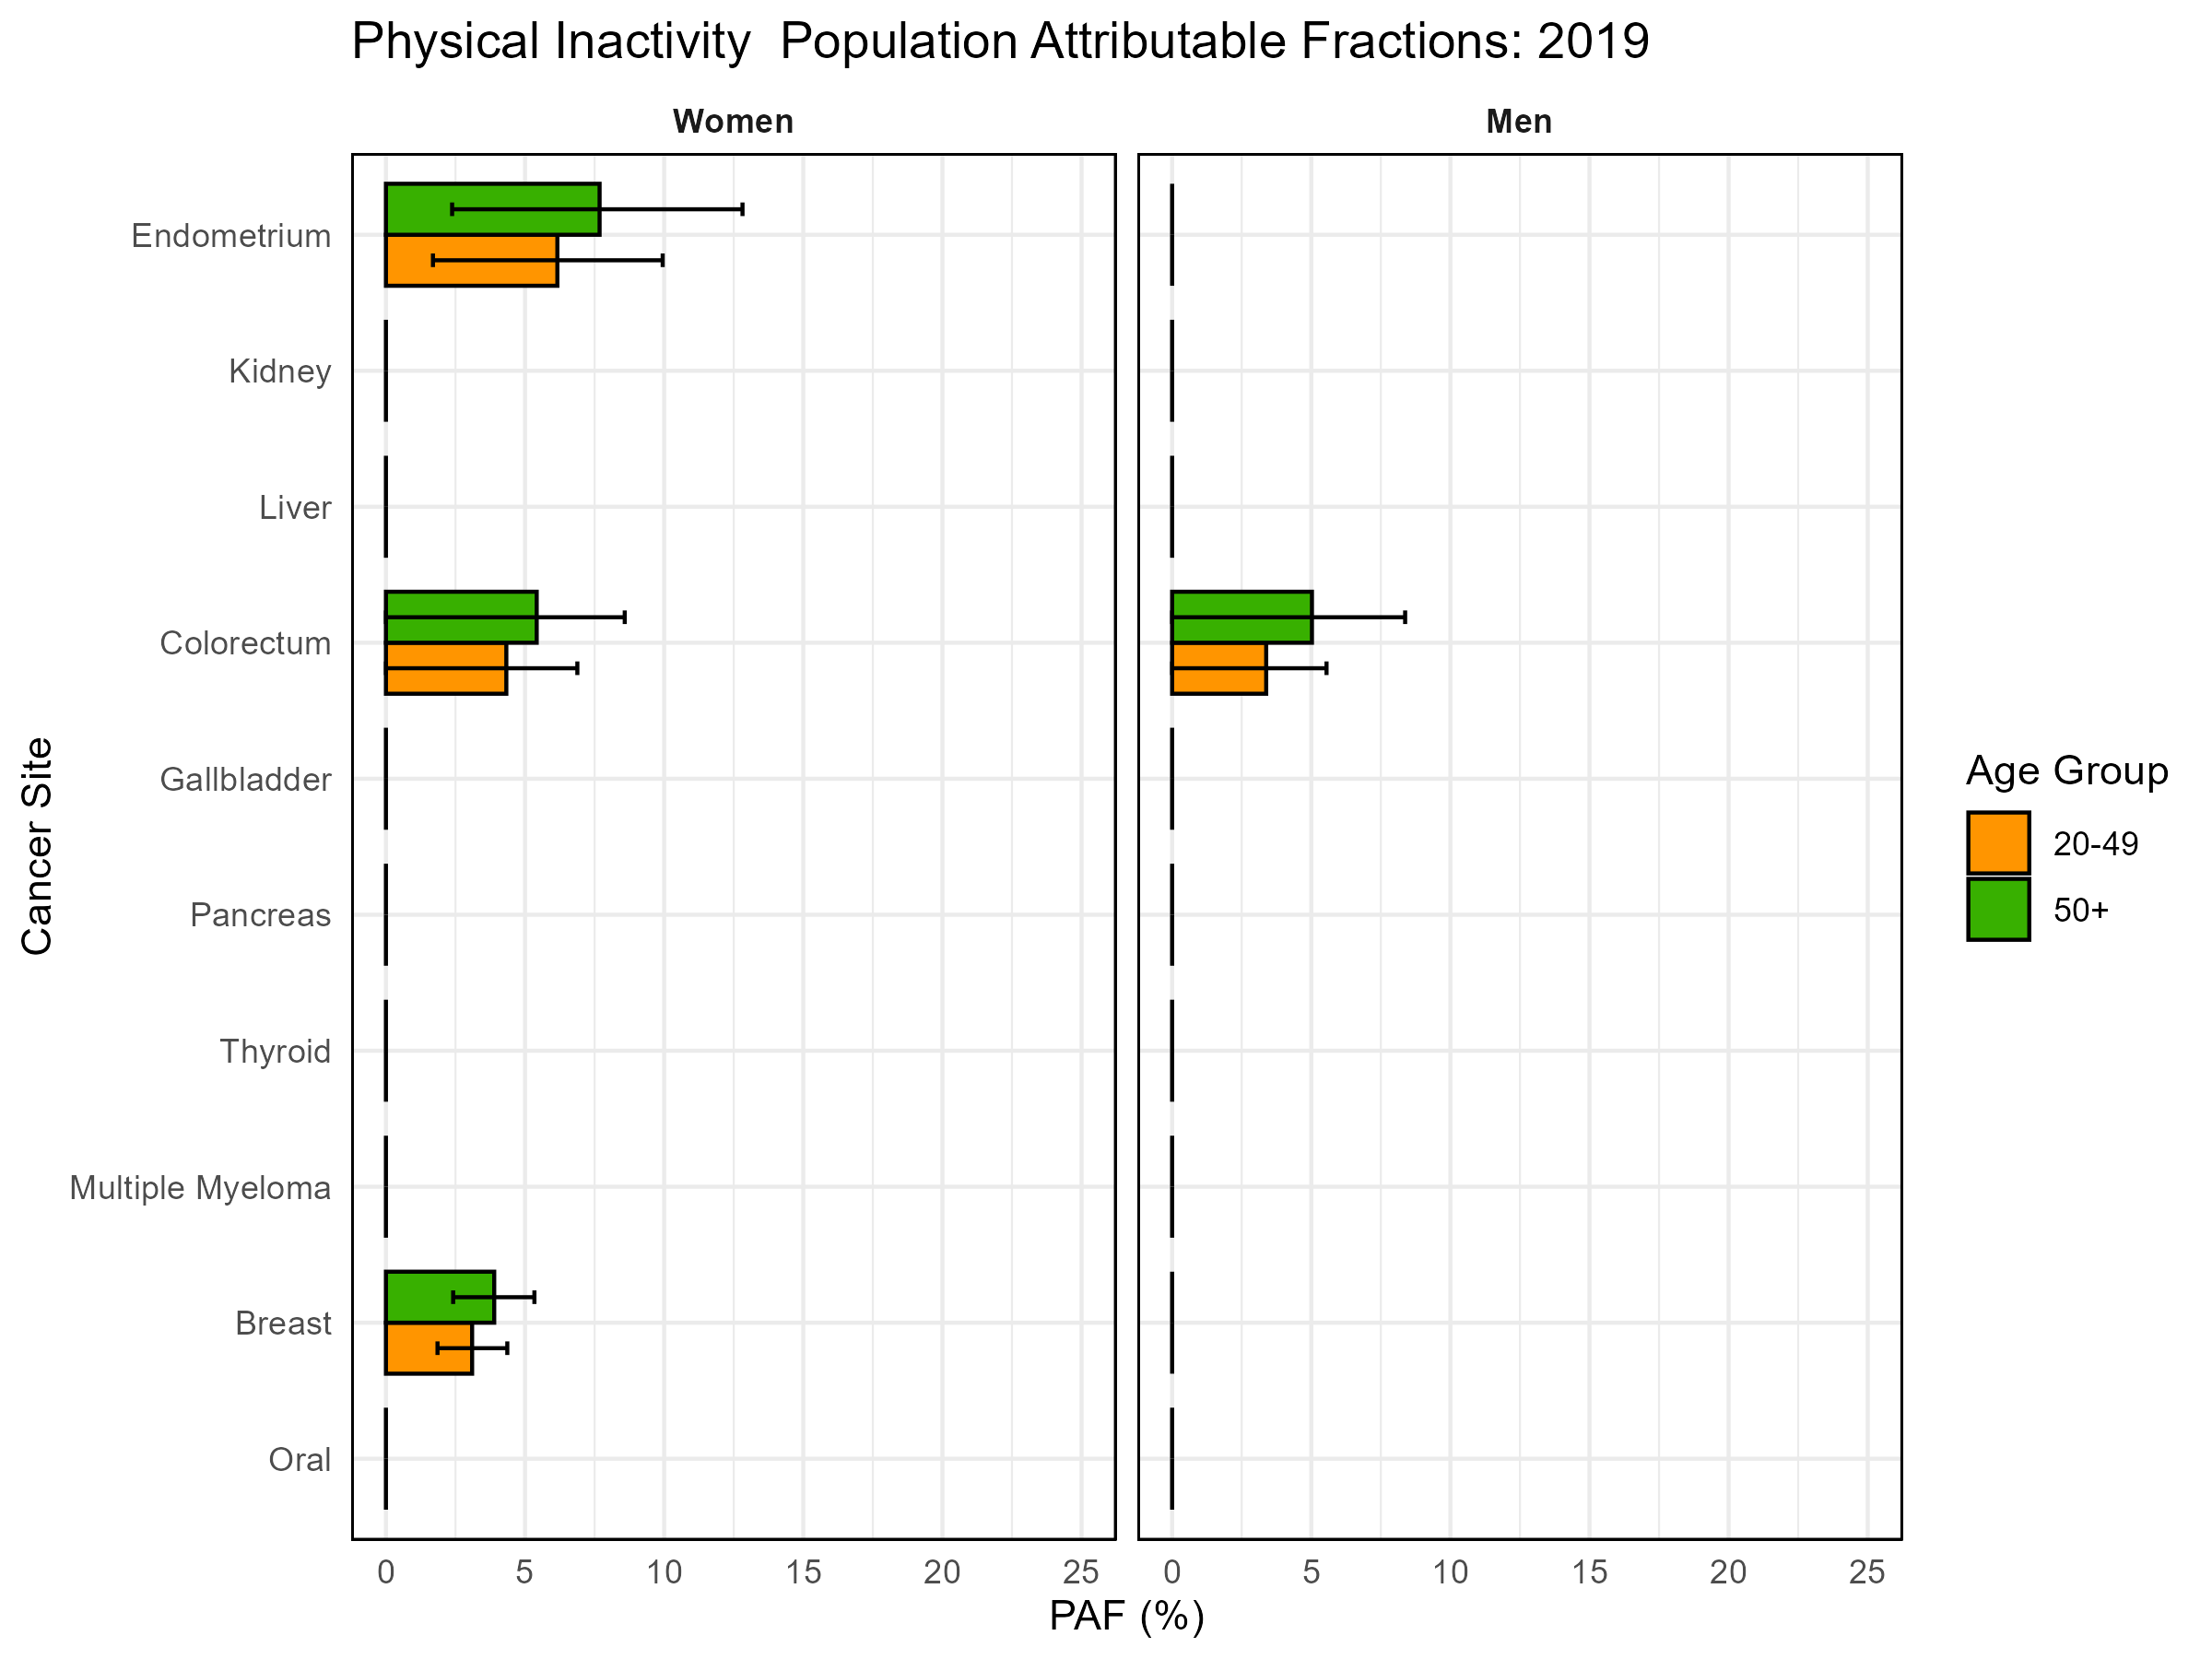 Physical Inactivity  Population Attributable Fractions: 2019
Women
Men
Cancer Site
Endometrium
Kidney
Liver
Colorectum
Gallbladder
Pancreas
Thyroid
Multiple Myeloma
Breast
Oral
0 5 10 15 20 25
0 5 10 15 20 25
PAF (%)
Age Group
20-49
50+